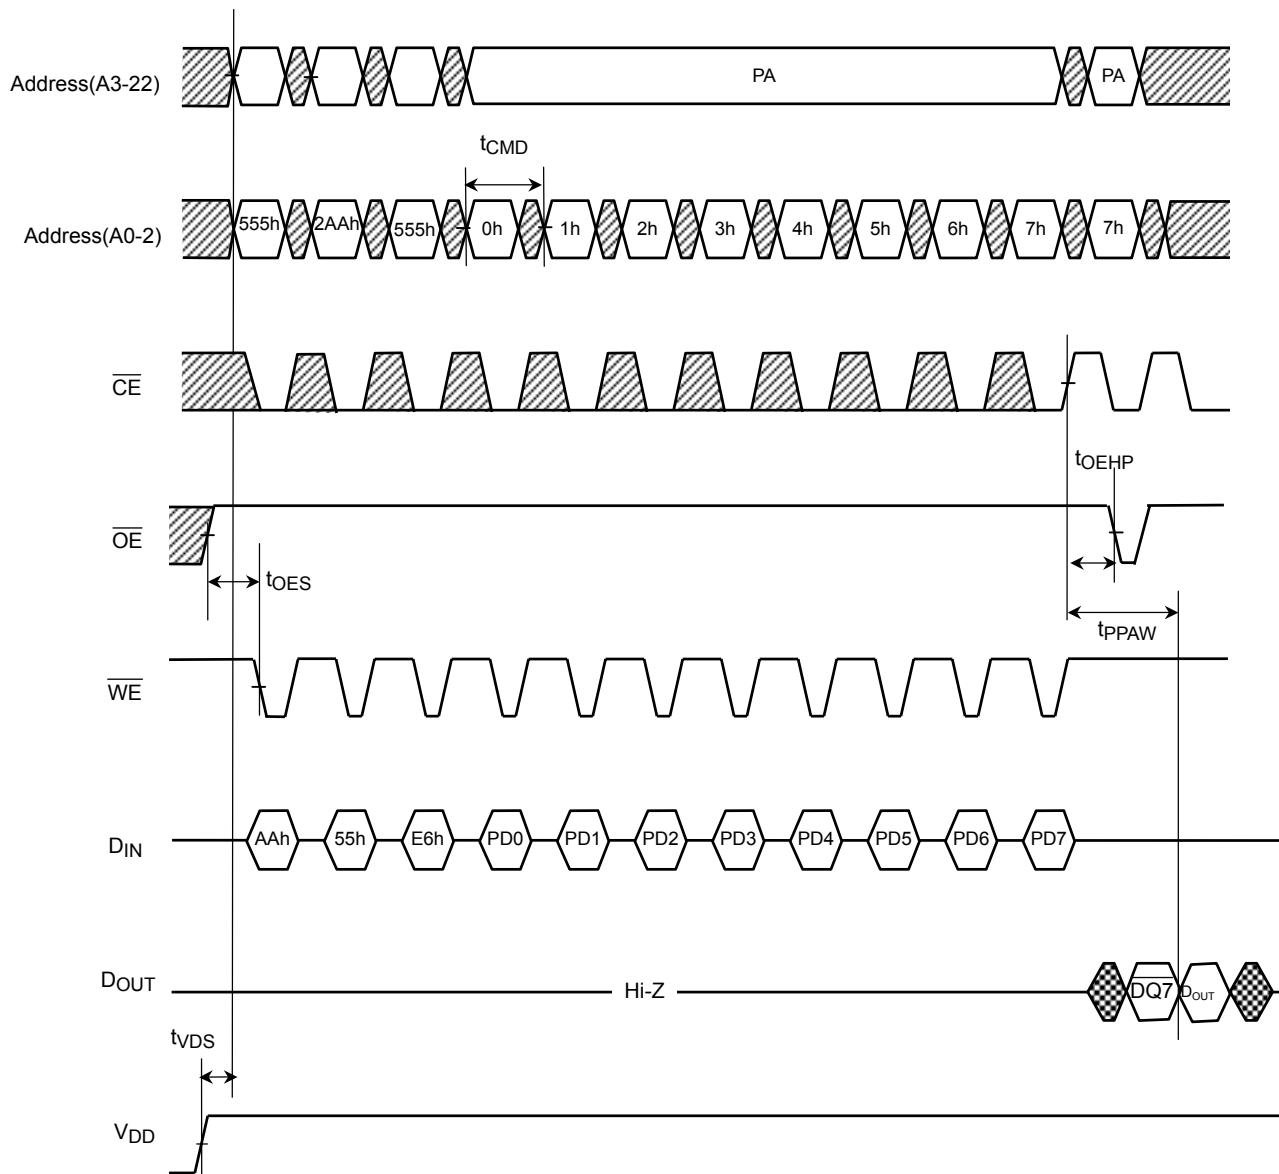 Address(A3-22) PA PA
tCMD
Address(A0-2) 555h 2AAh 555h 0h 1h 2h 3h 4h 5h 6h 7h 7h
CE
tOEHP
OE
tOES
tPPAW
WE
DIN AAh 55h E6h PD0 PD1 PD2 PD3 PD4 PD5 PD6 PD7
DOUT Hi-Z DQ7 DOUT
tVDS
VDD